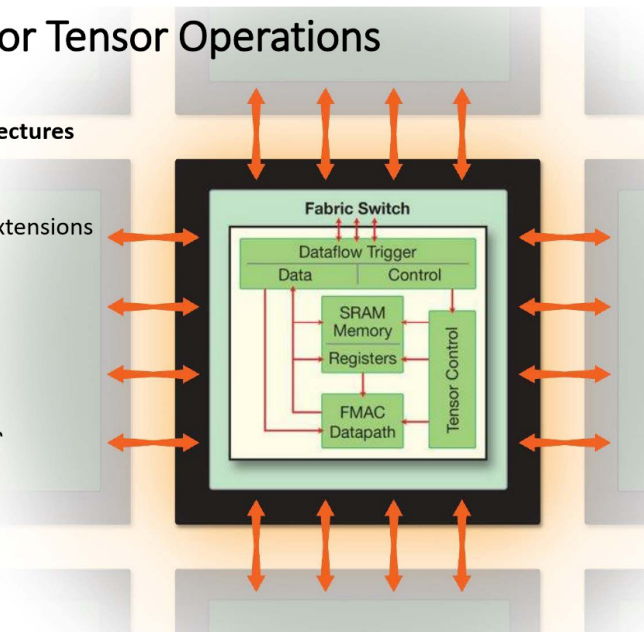 or Tensor Operations
ectures
xtensions
Fabric Switch
Dataflow Trigger
Data
Control
SRAM
Memory
Registers
Tensor Control
FMAC
Datapath